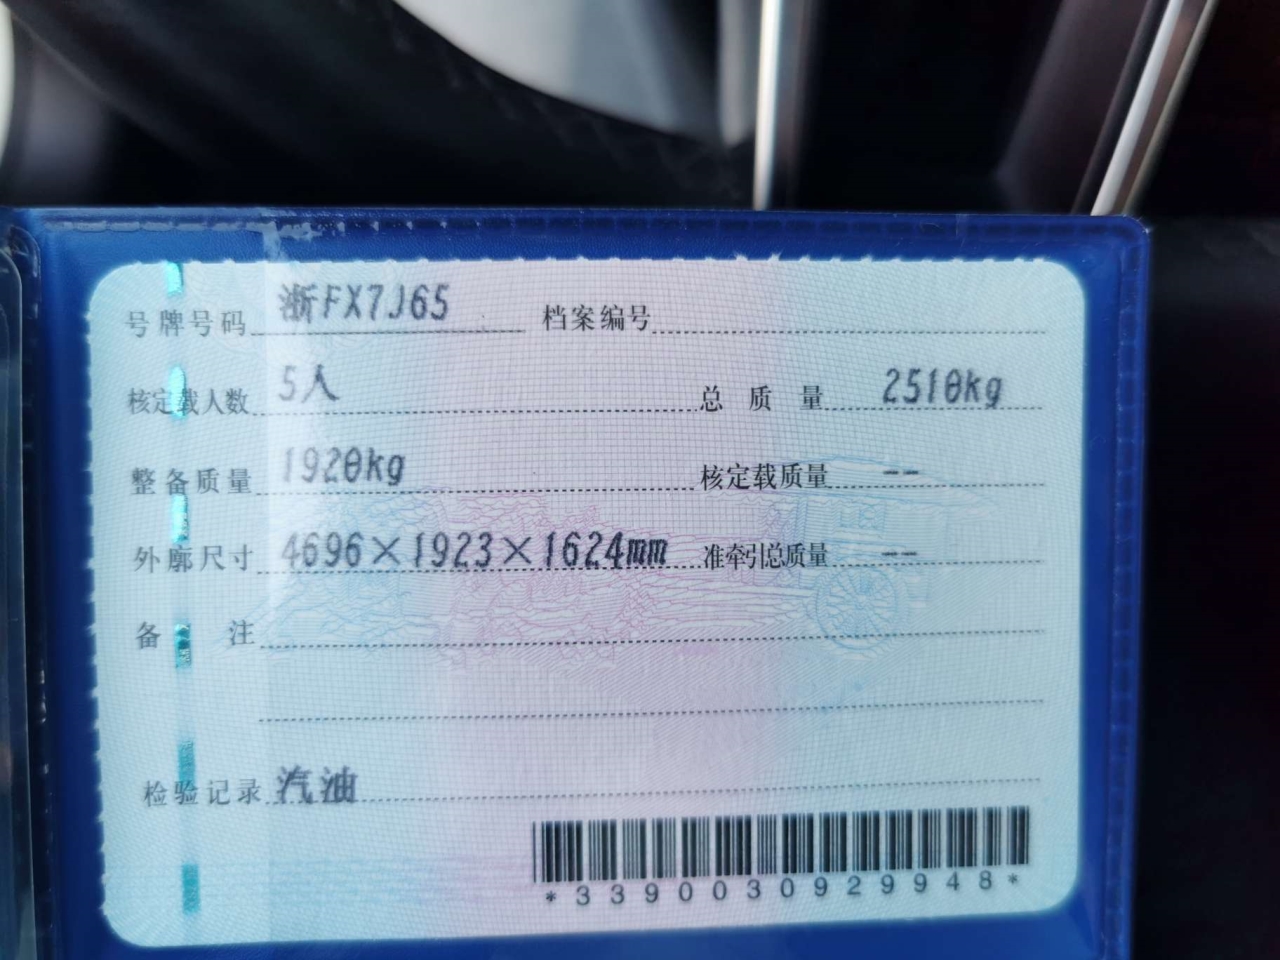 号牌号码 浙FX7J65 档案编号
核定载人数 5人 总质量 2510kg
整备质量 1920kg 核定载质量 --
外廓尺寸 4696×1923×1624mm 准牵引总质量 --
备注
检验记录 汽油
*3390030929948*